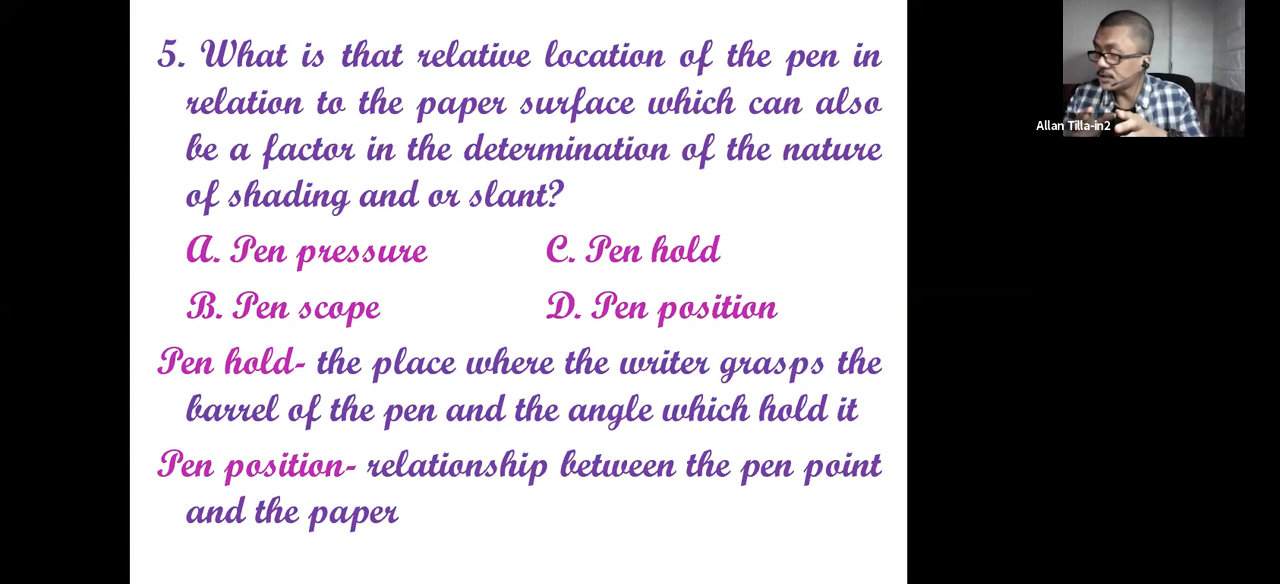 5. What is that relative location of the pen in
relation to the paper surface which can also
be a factor in the determination of the nature
of shading and or slant?
A. Pen pressure C. Pen hold
B. Pen scope D. Pen position
Pen hold- the place where the writer grasps the
barrel of the pen and the angle which hold it
Pen position- relationship between the pen point
and the paper
Allan Tilla-in2